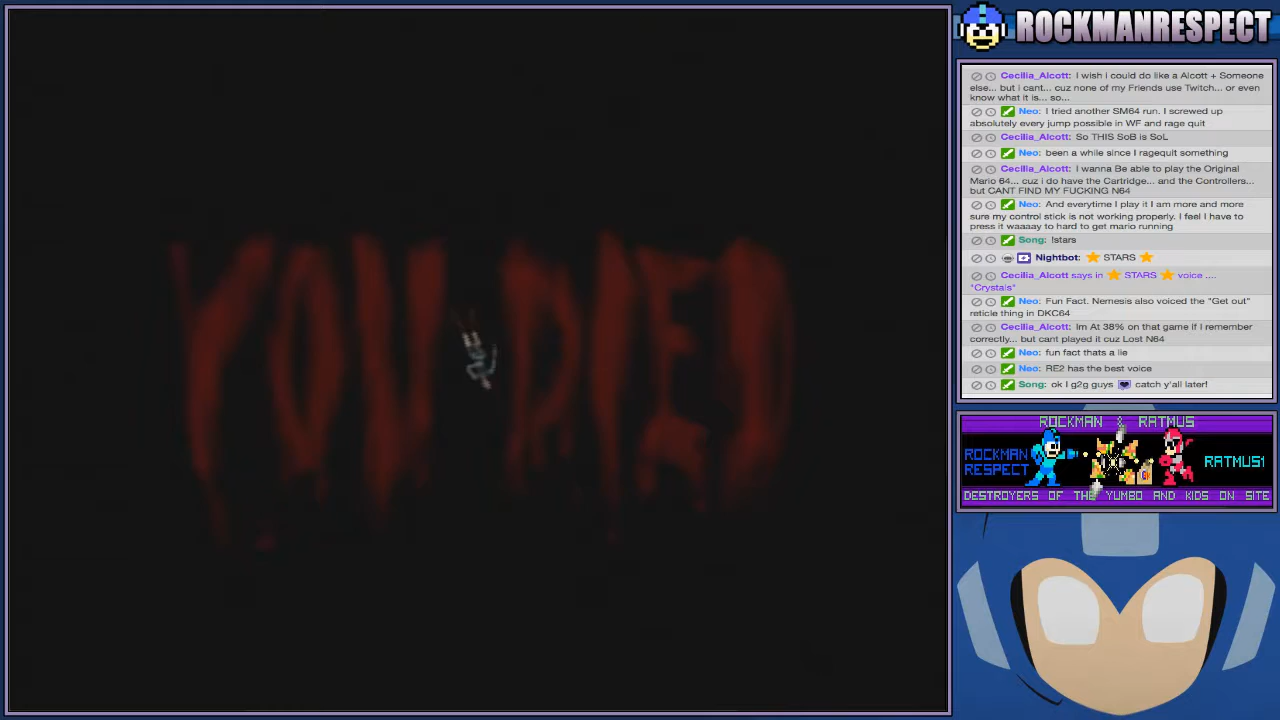 ROCKMANRESPECT
Cecilia_Alcott: I wish i could do like a Alcott + Someone
else... but i cant... cuz none of my Friends use Twitch... or even
know what it is... so...
Neo: I tried another SM64 run. I screwed up
absolutely every jump possible in WF and rage quit
Cecilia_Alcott: So THIS SoB is SoL
Neo: been a while since I ragequit something
Cecilia_Alcott: I wanna Be able to play the Original
Mario 64... cuz i do have the Cartridge... and the Controllers...
but CANT FIND MY FUCKING N64
Neo: And everytime I play it I am more and more
sure my control stick is not working properly. I feel I have to
press it waaaay to hard to get mario running
Song: !stars
Nightbot: STARS
Cecilia_Alcott says in STARS voice ....
"Crystals"
Neo: Fun Fact. Nemesis also voiced the "Get out"
reticle thing in DKC64
Cecilia_Alcott: Im At 38% on that game If I remember
correctly... but cant played it cuz Lost N64
Neo: fun fact thats a lie
Neo: RE2 has the best voice
Song: ok I g2g guys catch y'all later!
YOU DIED
ROCKMAN & RATMUS
ROCKMAN
RESPECT
RATMUS1
DESTROYERS OF THE YUMBO AND KIDS ON SITE